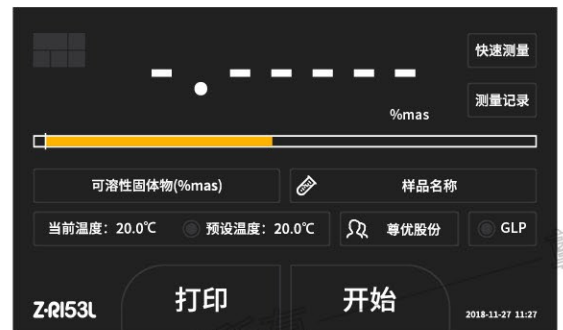 快速测量
测量记录
%mas
可溶性固体物(%mas)
样品名称
当前温度：20.0℃
预设温度：20.0℃
尊优股份
GLP
打印
开始
Z·RI53L
2018-11-27 11:27